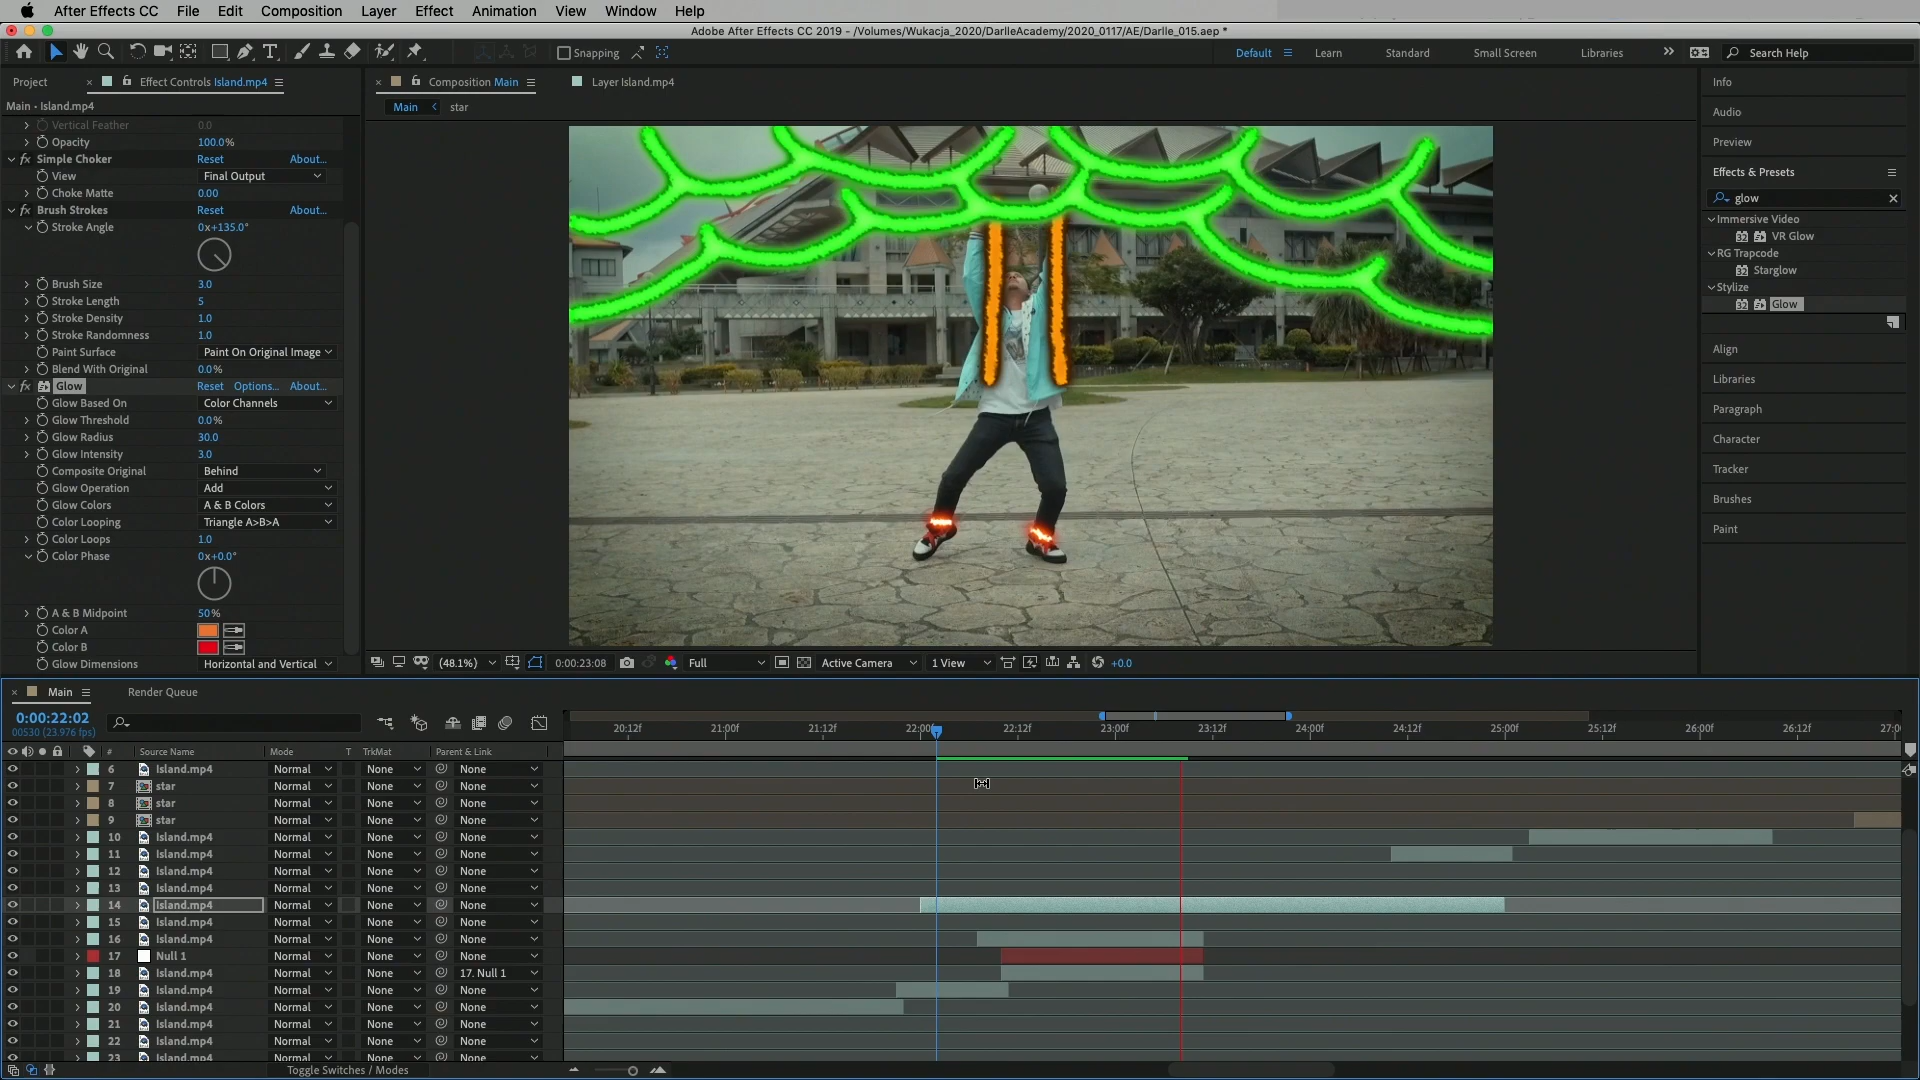 After Effects CC File Edit Composition Layer Effect Animation View Window Help
Adobe After Effects CC 2019 - /Volumes/Wukacja_2020/DarlleAcademy/2020_0117/AE/Darlle_015.aep *
Snapping Default Learn Standard Small Screen Libraries Search Help
Project Effect Controls Island.mp4
Main - Island.mp4
Vertical Feather 0.0
Opacity 100.0%
fx Simple Choker Reset About...
View Final Output
Choke Matte 0.00
fx Brush Strokes Reset About...
Stroke Angle 0x+135.0°
Brush Size 3.0
Stroke Length 5
Stroke Density 1.0
Stroke Randomness 1.0
Paint Surface Paint On Original Image
Blend With Original 0.0%
fx Glow Reset Options... About...
Glow Based On Color Channels
Glow Threshold 0.0%
Glow Radius 30.0
Glow Intensity 3.0
Composite Original Behind
Glow Operation Add
Glow Colors A & B Colors
Color Looping Triangle A>B>A
Color Loops 1.0
Color Phase 0x+0.0°
A & B Midpoint 50%
Color A
Color B
Glow Dimensions Horizontal and Vertical
Composition Main Layer Island.mp4
Main star
(48.1%) 0:00:23:08 Full Active Camera 1 View +0.0
Info
Audio
Preview
Effects & Presets
glow
Immersive Video
32 VR Glow
RG Trapcode
32 Starglow
Stylize
32 Glow
Align
Libraries
Paragraph
Character
Tracker
Brushes
Paint
Main Render Queue
0:00:22:02
00530 (23.976 fps)
20:12f 21:00f 21:12f 22:00f 22:12f 23:00f 23:12f 24:00f 24:12f 25:00f 25:12f 26:00f 26:12f 27:0
# Source Name Mode T TrkMat Parent & Link
6 Island.mp4 Normal None None
7 star Normal None None
8 star Normal None None
9 star Normal None None
10 Island.mp4 Normal None None
11 Island.mp4 Normal None None
12 Island.mp4 Normal None None
13 Island.mp4 Normal None None
14 Island.mp4 Normal None None
15 Island.mp4 Normal None None
16 Island.mp4 Normal None None
17 Null 1 Normal None None
18 Island.mp4 Normal None 17. Null 1
19 Island.mp4 Normal None None
20 Island.mp4 Normal None None
21 Island.mp4 Normal None None
22 Island.mp4 Normal None None
23 Island.mp4 Normal None None
Toggle Switches / Modes